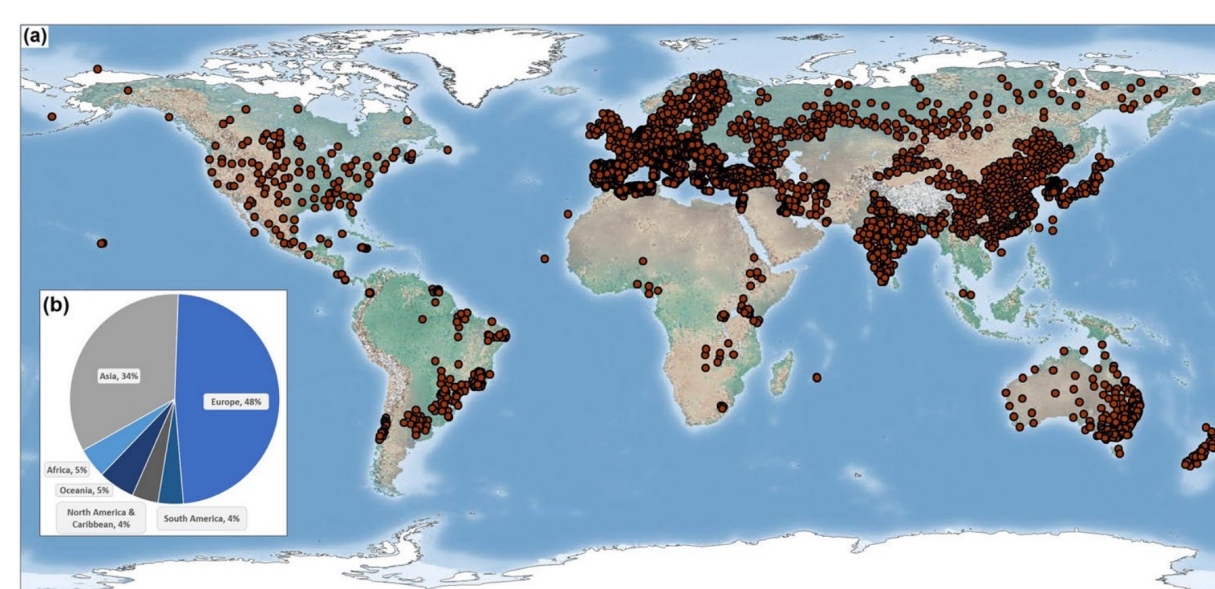 (a)
(b)
Asia, 34%
Europe, 48%
Africa, 5%
Oceania, 5%
North America &
Caribbean, 4%
South America, 4%